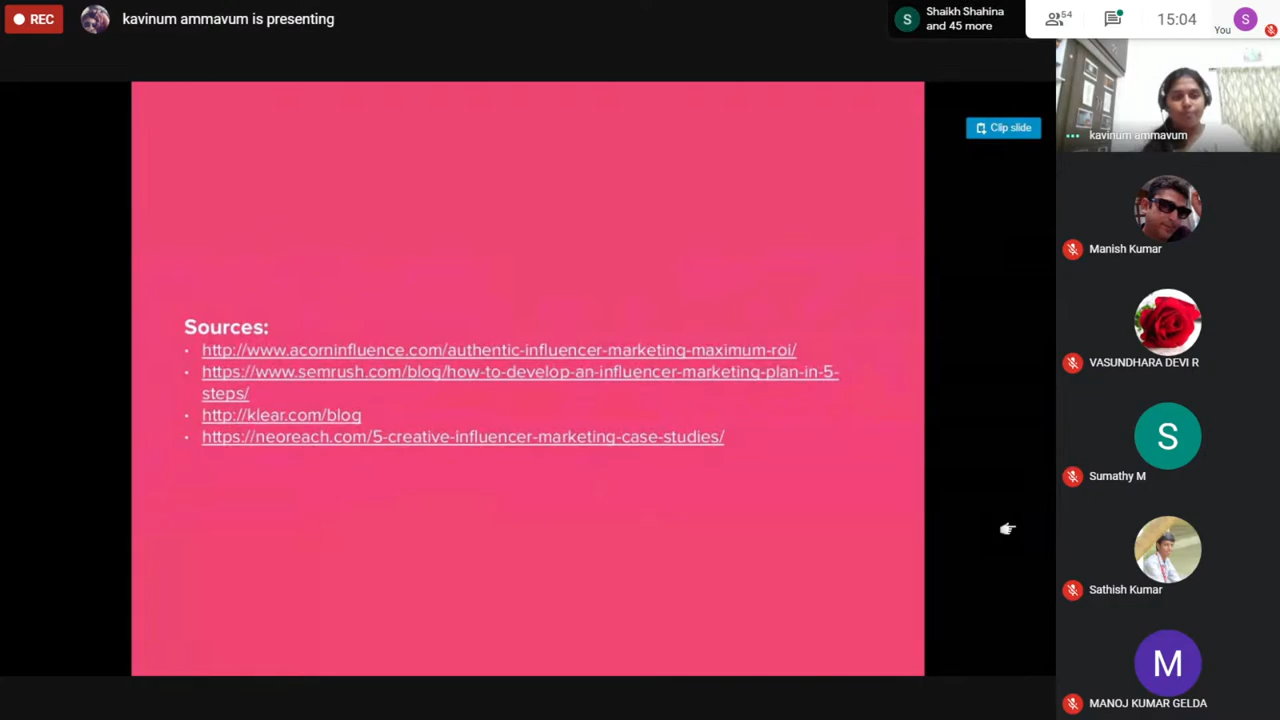 REC
kavinum ammavum is presenting
S
Shaikh Shahina
and 45 more
54
15:04
You
S
Clip slide
kavinum ammavum
Manish Kumar
VASUNDHARA DEVI R
S
Sumathy M
Sathish Kumar
M
MANOJ KUMAR GELDA
Sources:
• http://www.acorninfluence.com/authentic-influencer-marketing-maximum-roi/
• https://www.semrush.com/blog/how-to-develop-an-influencer-marketing-plan-in-5-
steps/
• http://klear.com/blog
• https://neoreach.com/5-creative-influencer-marketing-case-studies/